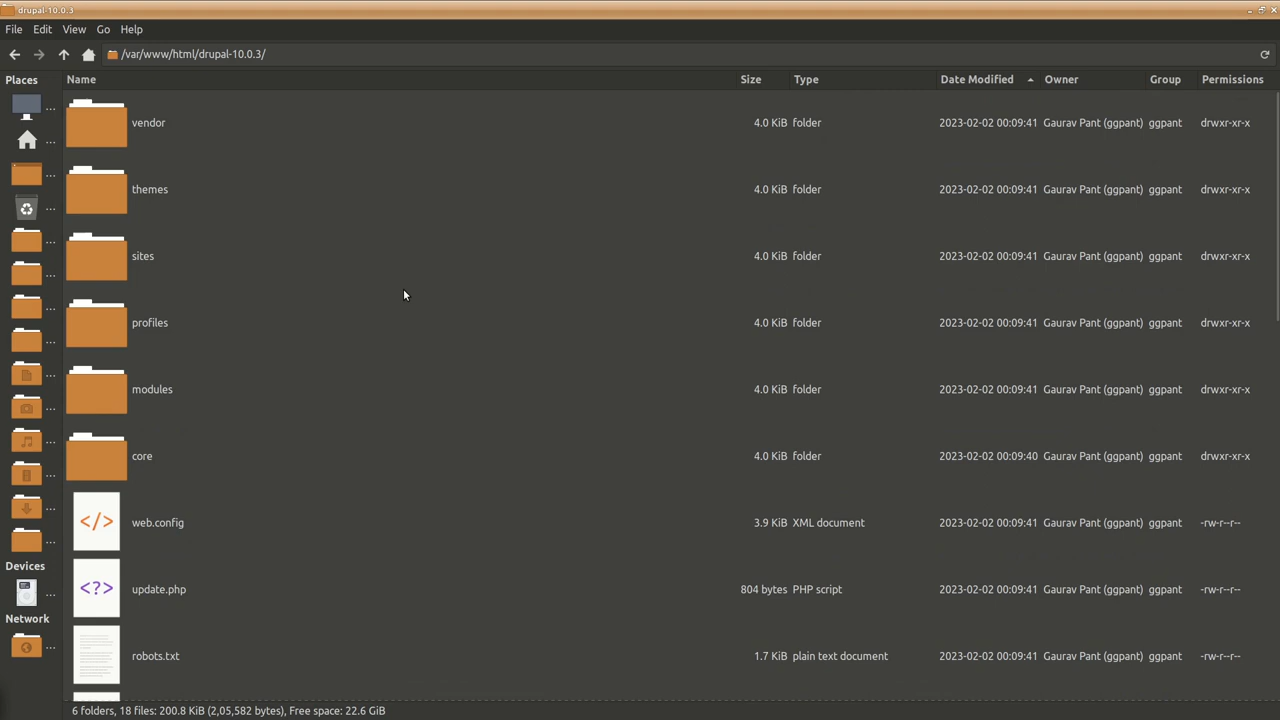 drupal-10.0.3
File Edit View Go Help
/var/www/html/drupal-10.0.3/
Places
Name Size Type Date Modified Owner Group Permissions
...
vendor 4.0 KiB folder 2023-02-02 00:09:41 Gaurav Pant (ggpant) ggpant drwxr-xr-x
...
...
themes 4.0 KiB folder 2023-02-02 00:09:41 Gaurav Pant (ggpant) ggpant drwxr-xr-x
...
...
sites 4.0 KiB folder 2023-02-02 00:09:41 Gaurav Pant (ggpant) ggpant drwxr-xr-x
...
...
profiles 4.0 KiB folder 2023-02-02 00:09:41 Gaurav Pant (ggpant) ggpant drwxr-xr-x
...
...
modules 4.0 KiB folder 2023-02-02 00:09:41 Gaurav Pant (ggpant) ggpant drwxr-xr-x
...
...
core 4.0 KiB folder 2023-02-02 00:09:40 Gaurav Pant (ggpant) ggpant drwxr-xr-x
...
...
</>
web.config 3.9 KiB XML document 2023-02-02 00:09:41 Gaurav Pant (ggpant) ggpant -rw-r--r--
...
Devices
<?>
update.php 804 bytes PHP script 2023-02-02 00:09:41 Gaurav Pant (ggpant) ggpant -rw-r--r--
...
Network
...
robots.txt 1.7 KiB plain text document 2023-02-02 00:09:41 Gaurav Pant (ggpant) ggpant -rw-r--r--
6 folders, 18 files: 200.8 KiB (2,05,582 bytes), Free space: 22.6 GiB